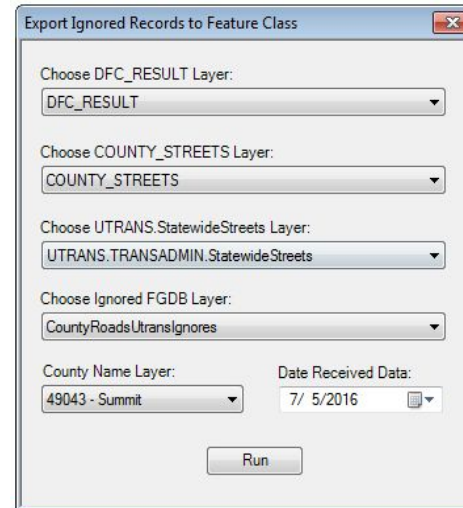 Export Ignored Records to Feature Class
Choose DFC_RESULT Layer:
DFC_RESULT
Choose COUNTY_STREETS Layer:
COUNTY_STREETS
Choose UTRANS.StatewideStreets Layer:
UTRANS.TRANSADMIN.StatewideStreets
Choose Ignored FGDB Layer:
CountyRoadsUtransIgnores
County Name Layer: Date Received Data:
49043 - Summit 7/ 5/2016
Run